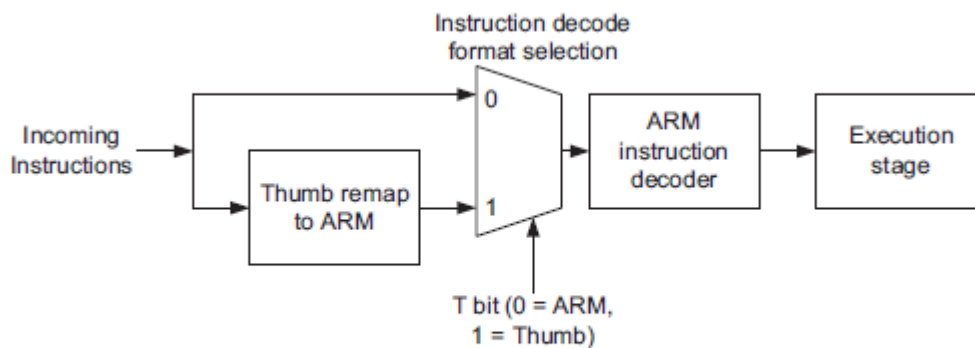 Instruction decode
format selection
Incoming
Instructions
0
Thumb remap
to ARM
1
ARM
instruction
decoder
Execution
stage
T bit (0 = ARM,
1 = Thumb)